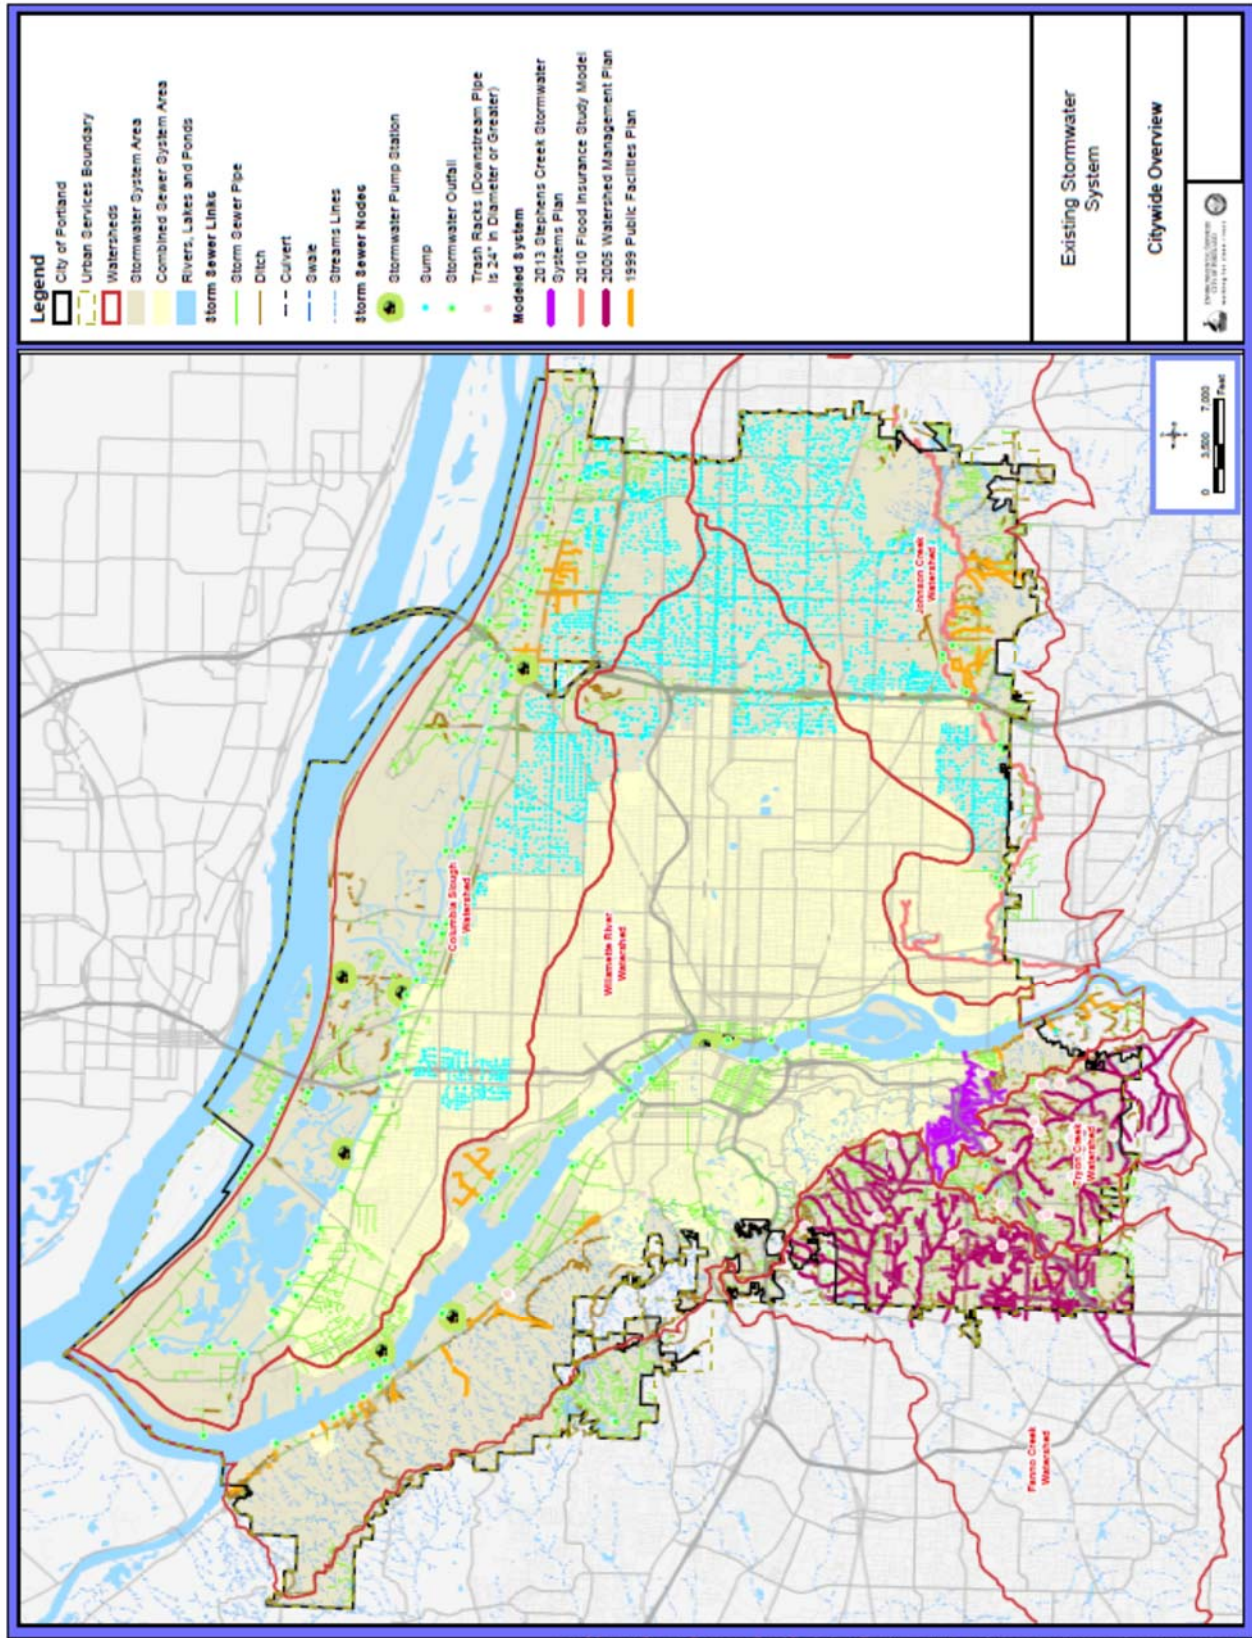 Legend
City of Portland
Urban Services Boundary
Watersheds
Stormwater System Area
Combined Sewer System Area
Rivers, Lakes and Ponds
Storm Sewer Links
Storm Sewer Pipe
Ditch
Culvert
Swale
Streams Lines
Storm Sewer Nodes
Stormwater Pump Station
Sump
Stormwater Outfall
Trash Racks (Downstream Pipe
is 24" in Diameter or Greater)
Modeled System
2013 Stephens Creek Stormwater
Systems Plan
2010 Flood Insurance Study Model
2005 Watershed Management Plan
1999 Public Facilities Plan
Existing Stormwater
System
Citywide Overview
Columbia Slough
Watershed
Willamette River
Watershed
Johnson Creek
Watershed
Tryon Creek
Watershed
Fanno Creek
Watershed
0 3,500 7,000
Feet